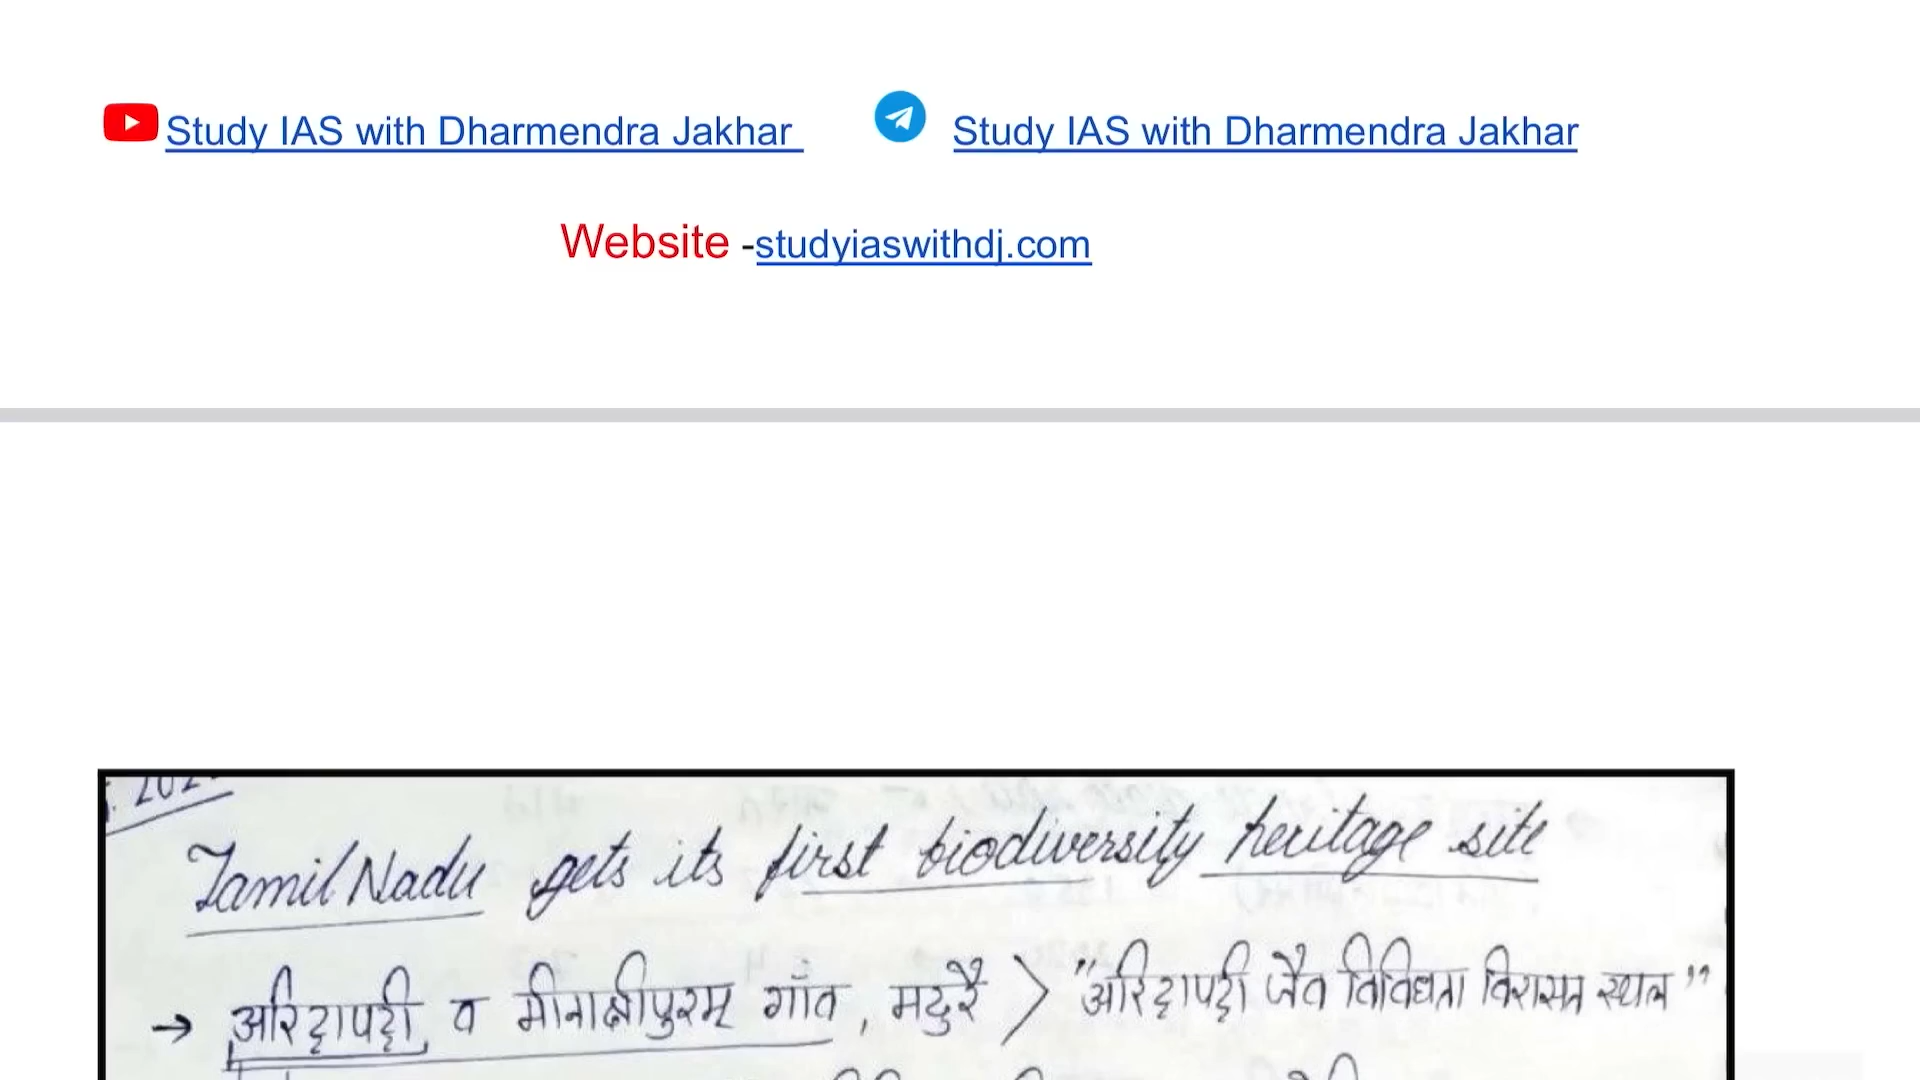 Study IAS with Dharmendra Jakhar Study IAS with Dharmendra Jakhar
Website -studyiaswithdj.com
Tamil Nadu gets its first biodiversity heritage site
→ अरिट्टापट्टी व मीनाक्षीपुरम् गाँव, मदुरै > "अरिट्टापट्टी जैव विविधता विरासत स्थल"